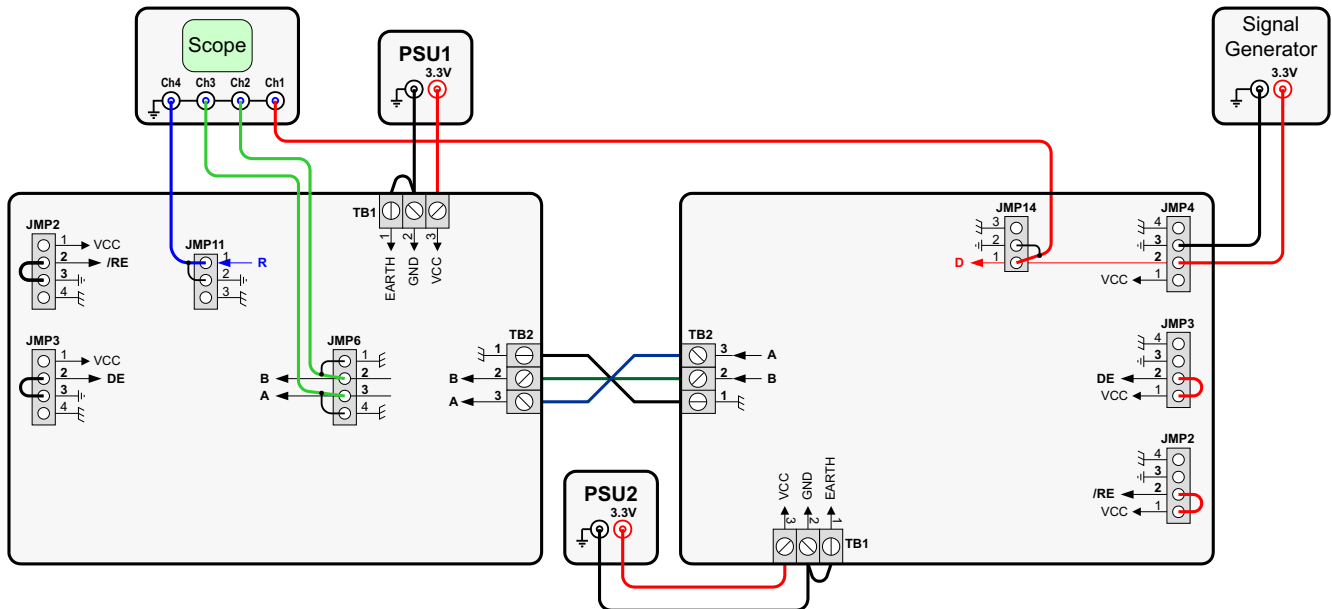 Scope
Ch4 Ch3 Ch2 Ch1
PSU1
3.3V
Signal
Generator
3.3V
TB1
1 2 3
EARTH GND VCC
JMP2
1 VCC
2 /RE
3
4
JMP11
1 R
2
3
JMP3
1 VCC
2 DE
3
4
JMP6
1
B 2
A 3
4
TB2
1
B 2
A 3
TB2
3 A
2 B
1
JMP14
3
2
D 1
JMP4
4
3
2
VCC 1
JMP3
4
3
DE 2
VCC 1
JMP2
4
3
/RE 2
VCC 1
PSU2
3.3V
VCC GND EARTH
3 2 1
TB1